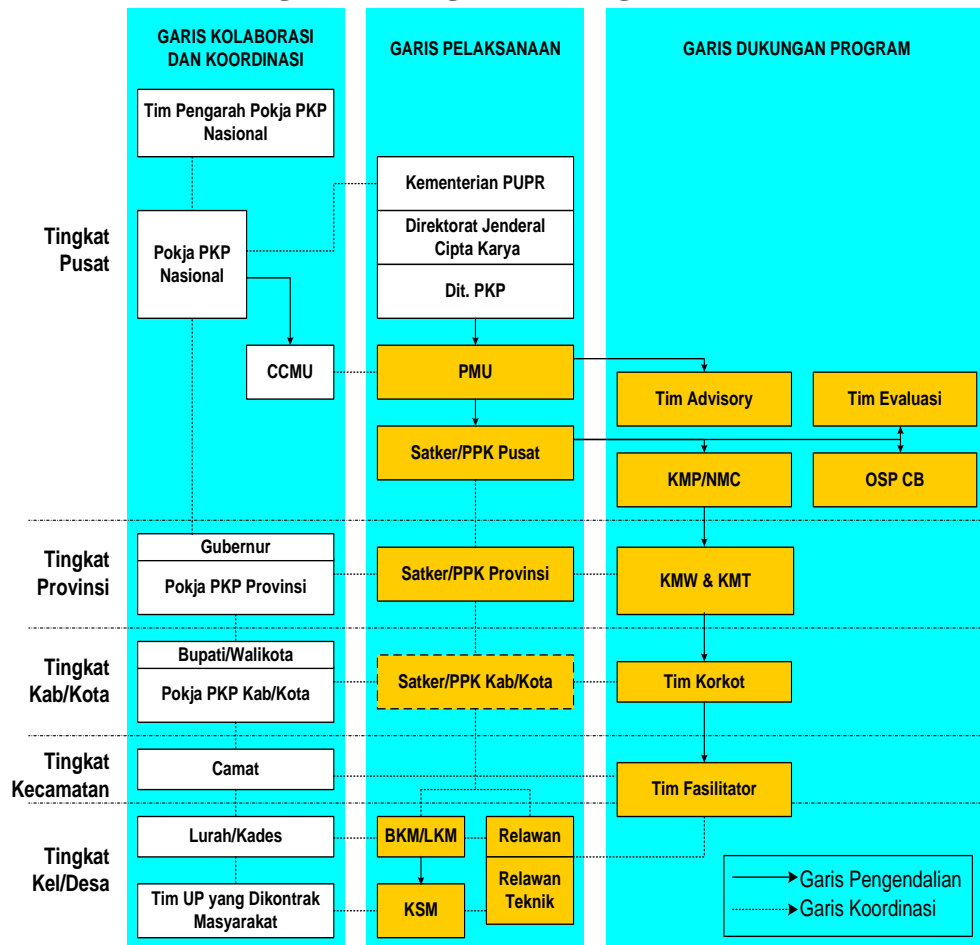 GARIS KOLABORASI
DAN KOORDINASI
GARIS PELAKSANAAN
GARIS DUKUNGAN PROGRAM
Tingkat
Pusat
Tim Pengarah Pokja PKP
Nasional
Kementerian PUPR
Direktorat Jenderal
Cipta Karya
Dit. PKP
Pokja PKP
Nasional
CCMU
PMU
Tim Advisory
Tim Evaluasi
Satker/PPK Pusat
KMP/NMC
OSP CB
Tingkat
Provinsi
Gubernur
Pokja PKP Provinsi
Satker/PPK Provinsi
KMW & KMT
Tingkat
Kab/Kota
Bupati/Walikota
Pokja PKP Kab/Kota
Satker/PPK Kab/Kota
Tim Korkot
Tingkat
Kecamatan
Camat
Tim Fasilitator
Tingkat
Kel/Desa
Lurah/Kades
BKM/LKM
Relawan
Relawan
Teknik
Tim UP yang Dikontrak
Masyarakat
KSM
Garis Pengendalian
Garis Koordinasi